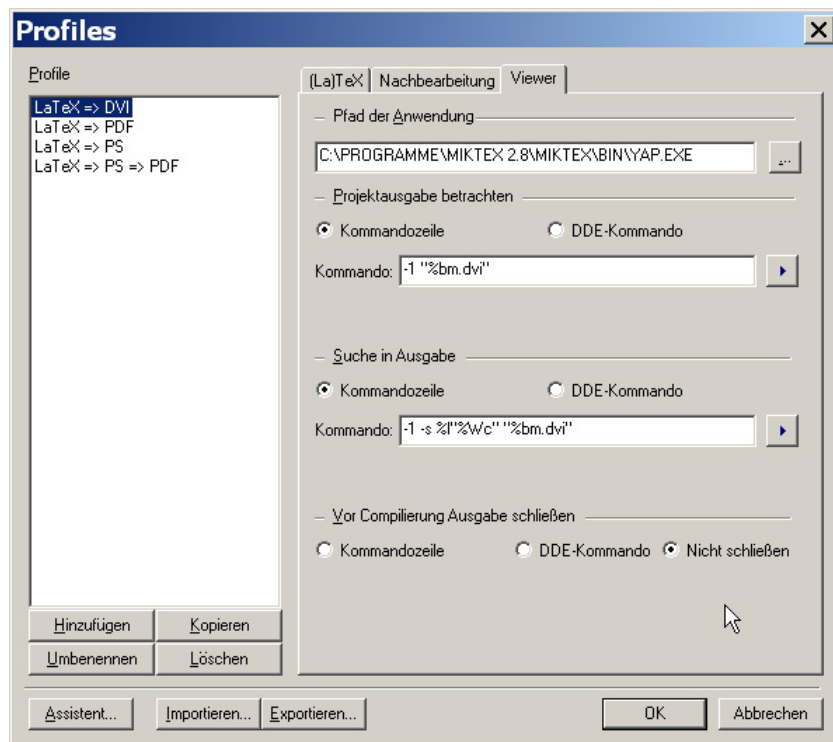 Profiles
Profile
LaTeX => DVI
LaTeX => PDF
LaTeX => PS
LaTeX => PS => PDF
Hinzufügen
Kopieren
Umbenennen
Löschen
(La)TeX
Nachbearbeitung
Viewer
Pfad der Anwendung
C:\PROGRAMME\MIKTEX 2.8\MIKTEX\BIN\YAP.EXE
...
Projektausgabe betrachten
Kommandozeile
DDE-Kommando
Kommando:
-1 "%bm.dvi"
Suche in Ausgabe
Kommandozeile
DDE-Kommando
Kommando:
-1 -s %l"%Wc" "%bm.dvi"
Vor Compilierung Ausgabe schließen
Kommandozeile
DDE-Kommando
Nicht schließen
Assistent...
Importieren...
Exportieren...
OK
Abbrechen